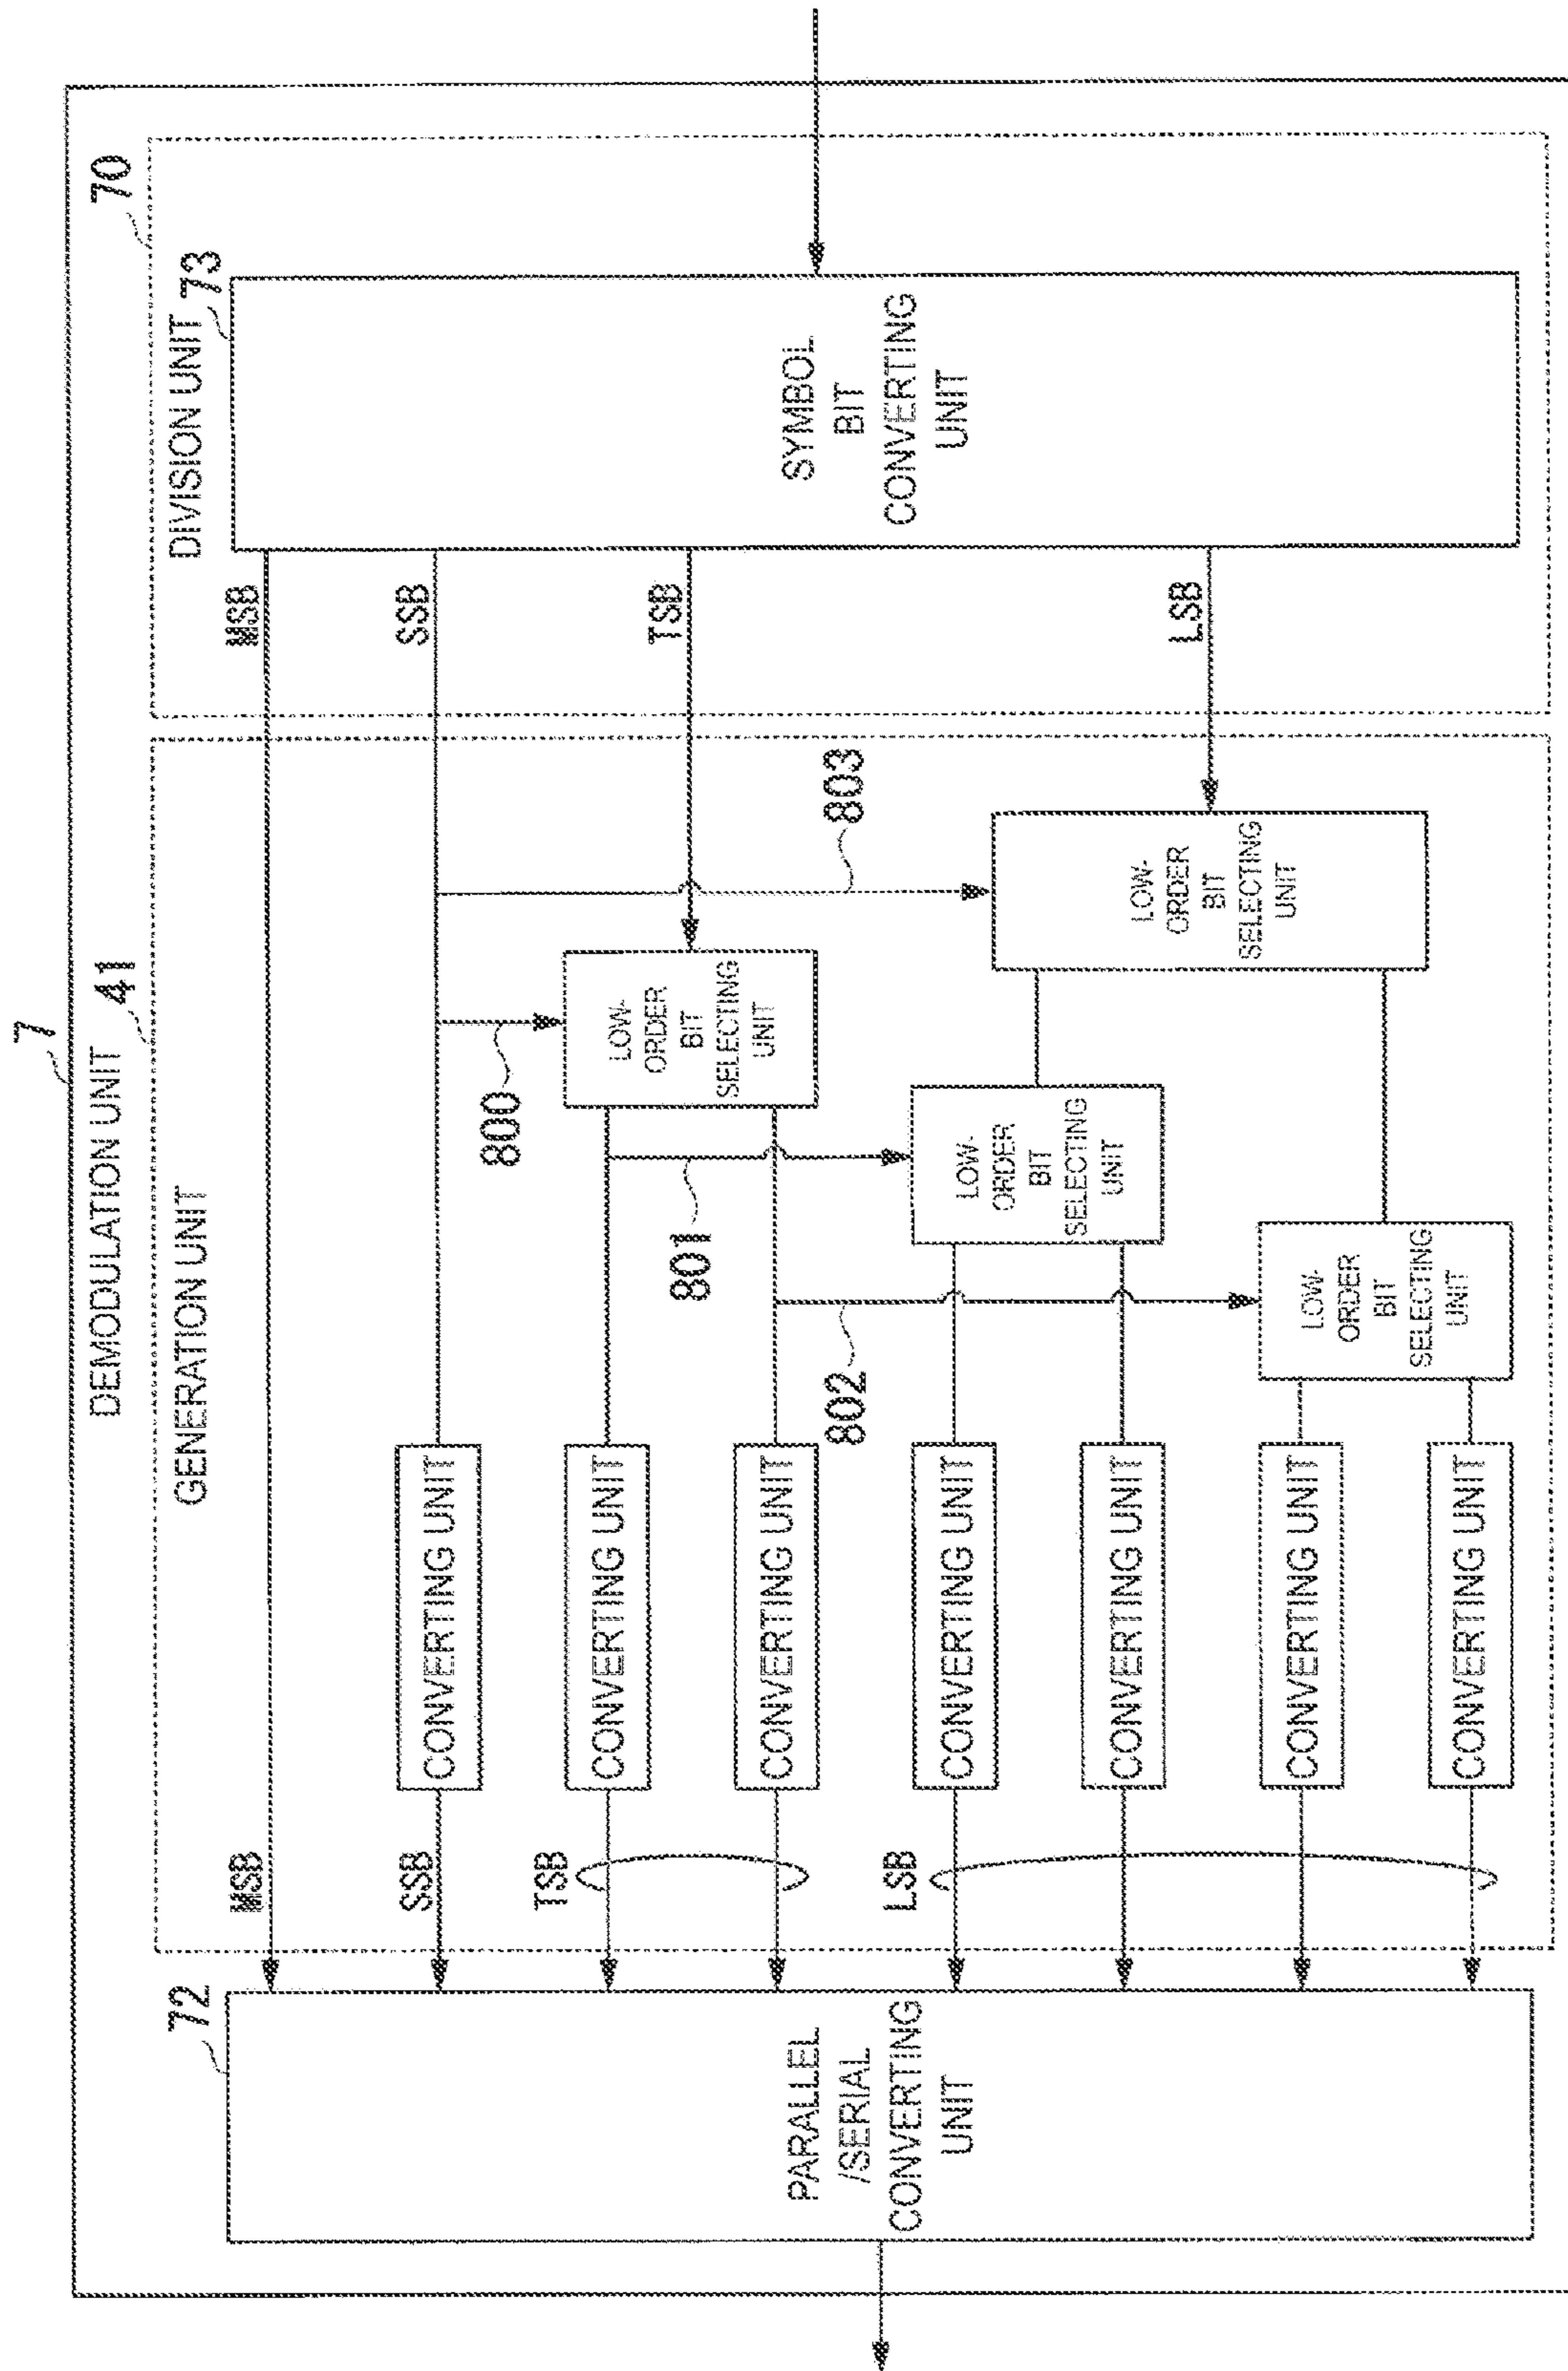 7
DEMODULATION UNIT
41
GENERATION UNIT
70
DIVISION UNIT
73
SYMBOL
BIT
CONVERTING
UNIT
MSB
SSB
TSB
LSB
800
801
802
803
LOW-
ORDER
BIT
SELECTING
UNIT
LOW-
ORDER
BIT
SELECTING
UNIT
LOW-
ORDER
BIT
SELECTING
UNIT
LOW-
ORDER
BIT
SELECTING
UNIT
CONVERTING UNIT
CONVERTING UNIT
CONVERTING UNIT
CONVERTING UNIT
CONVERTING UNIT
CONVERTING UNIT
CONVERTING UNIT
MSB
SSB
TSB
LSB
72
PARALLEL
/SERIAL
CONVERTING
UNIT